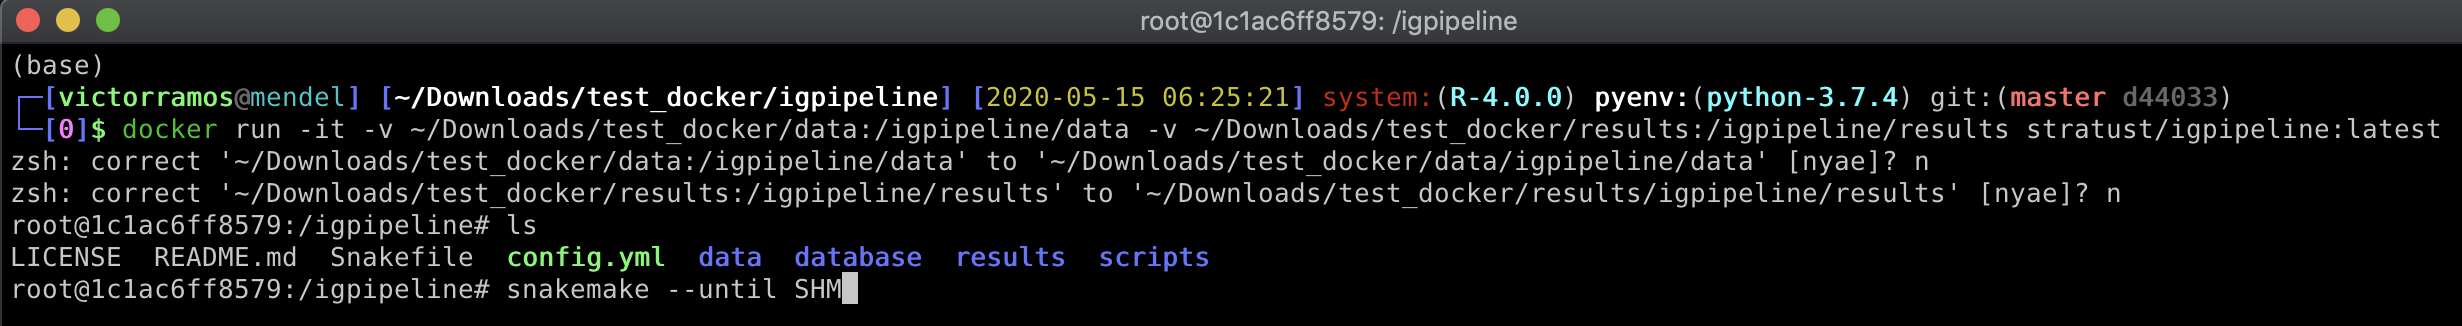 root@1c1ac6ff8579: /igpipeline
(base)
[victorramos@mendel] [~/Downloads/test_docker/igpipeline] [2020-05-15 06:25:21] system:(R-4.0.0) pyenv:(python-3.7.4) git:(master d44033)
[0]$ docker run -it -v ~/Downloads/test_docker/data:/igpipeline/data -v ~/Downloads/test_docker/results:/igpipeline/results stratust/igpipeline:latest
zsh: correct '~/Downloads/test_docker/data:/igpipeline/data' to '~/Downloads/test_docker/data/igpipeline/data' [nyae]? n
zsh: correct '~/Downloads/test_docker/results:/igpipeline/results' to '~/Downloads/test_docker/results/igpipeline/results' [nyae]? n
root@1c1ac6ff8579:/igpipeline# ls
LICENSE  README.md  Snakefile  config.yml  data  database  results  scripts
root@1c1ac6ff8579:/igpipeline# snakemake --until SHM